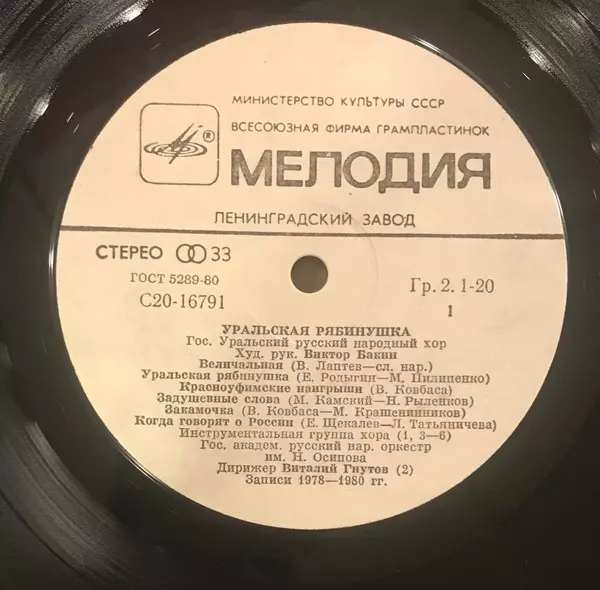 МИНИСТЕРСТВО КУЛЬТУРЫ СССР
ВСЕСОЮЗНАЯ ФИРМА ГРАМПЛАСТИНОК
®
МЕЛОДИЯ
ЛЕНИНГРАДСКИЙ ЗАВОД
СТЕРЕО 33
ГОСТ 5289-80
С20-16791
Гр. 2. 1-20
1
УРАЛЬСКАЯ РЯБИНУШКА
Гос. Уральский русский народный хор
Худ. рук. Виктор Бакин
Величальная (В. Лаптев—сл. нар.)
Уральская рябинушка (Е. Родыгин—М. Пилипенко)
Красноуфимские наигрыши (В. Ковбаса)
Задушевные слова (М. Камский—Н. Рыленков)
Закамочка (В. Ковбаса—М. Крашенинников)
Когда говорят о России (Е. Щекалев—Л. Татьяничева)
Инструментальная группа хора (1, 3—6)
Гос. академ. русский нар. оркестр
им. Н. Осипова
Дирижер Виталий Гнутов (2)
Записи 1978—1980 гг.